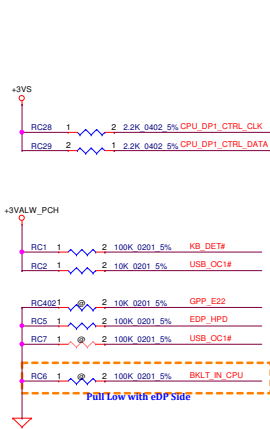 +3VS
RC28 1 2 2.2K_0402_5% CPU_DP1_CTRL_CLK
RC29 2 1 2.2K_0402_5% CPU_DP1_CTRL_DATA
+3VALW_PCH
RC1 1 2 100K_0201_5% KB_DET#
RC2 1 2 10K_0201_5% USB_OC1#
RC402 1 @ 2 10K_0201_5% GPP_E22
RC5 1 2 100K_0201_5% EDP_HPD
RC7 1 @ 2 100K_0201_5% USB_OC1#
RC6 1 @ 2 100K_0201_5% BKLT_IN_CPU
Pull Low with eDP Side